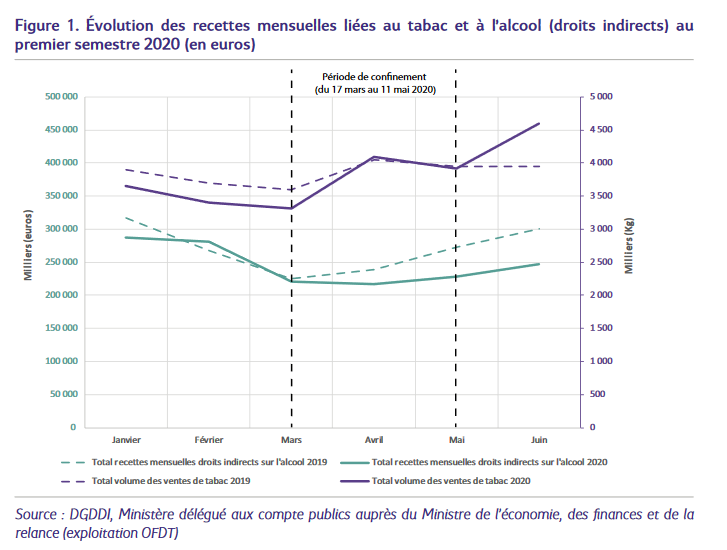 Figure 1. Évolution des recettes mensuelles liées au tabac et à l'alcool (droits indirects) au
premier semestre 2020 (en euros)
Période de confinement
(du 17 mars au 11 mai 2020)
500 000
450 000
400 000
350 000
300 000
250 000
200 000
150 000
100 000
50 000
0
Milliers (euros)
5 000
4 500
4 000
3 500
3 000
2 500
2 000
1 500
1 000
500
0
Milliers (Kg)
Janvier Février Mars Avril Mai Juin
Total recettes mensuelles droits indirects sur l'alcool 2019 Total recettes mensuelles droits indirects sur l'alcool 2020
Total volume des ventes de tabac 2019 Total volume des ventes de tabac 2020
Source : DGDDI, Ministère délégué aux compte publics auprès du Ministre de l'économie, des finances et de la
relance (exploitation OFDT)